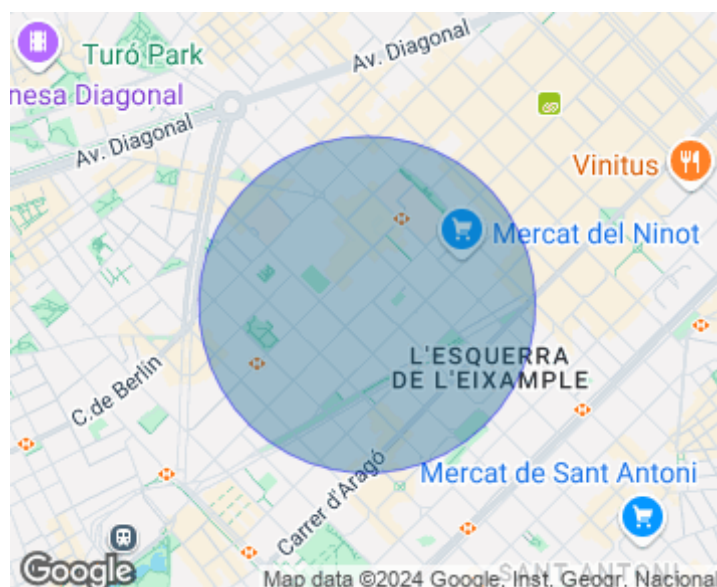 Av. Diagonal
Turó Park
nesa Diagonal
Av. Diagonal
Vinitus
Mercat del Ninot
L'ESQUERRA
DE L'EIXAMPLE
C.de Berlín
Carrer d'Aragó
Mercat de Sant Antoni
SANT ANTONI
Google
Map data ©2024 Google, Inst. Geogr. Nacional